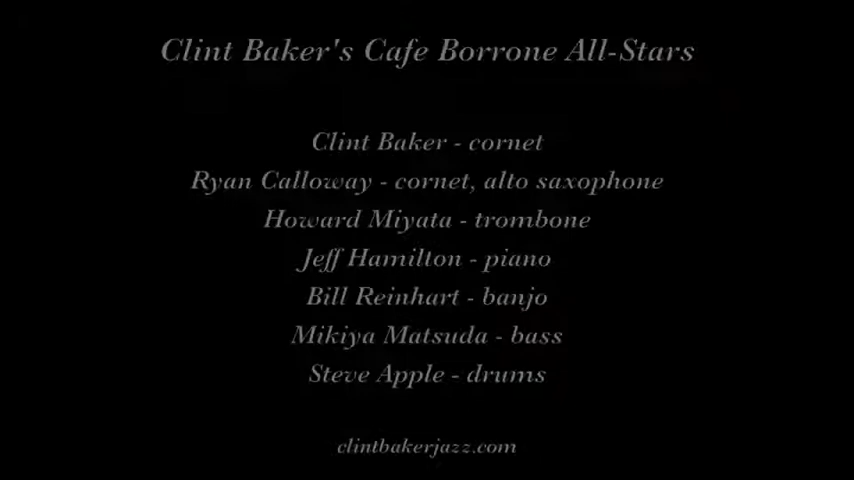 Clint Baker's Cafe Borrone All-Stars
Clint Baker - cornet
Ryan Calloway - cornet, alto saxophone
Howard Miyata - trombone
Jeff Hamilton - piano
Bill Reinhart - banjo
Mikiya Matsuda - bass
Steve Apple - drums
clintbakerjazz.com